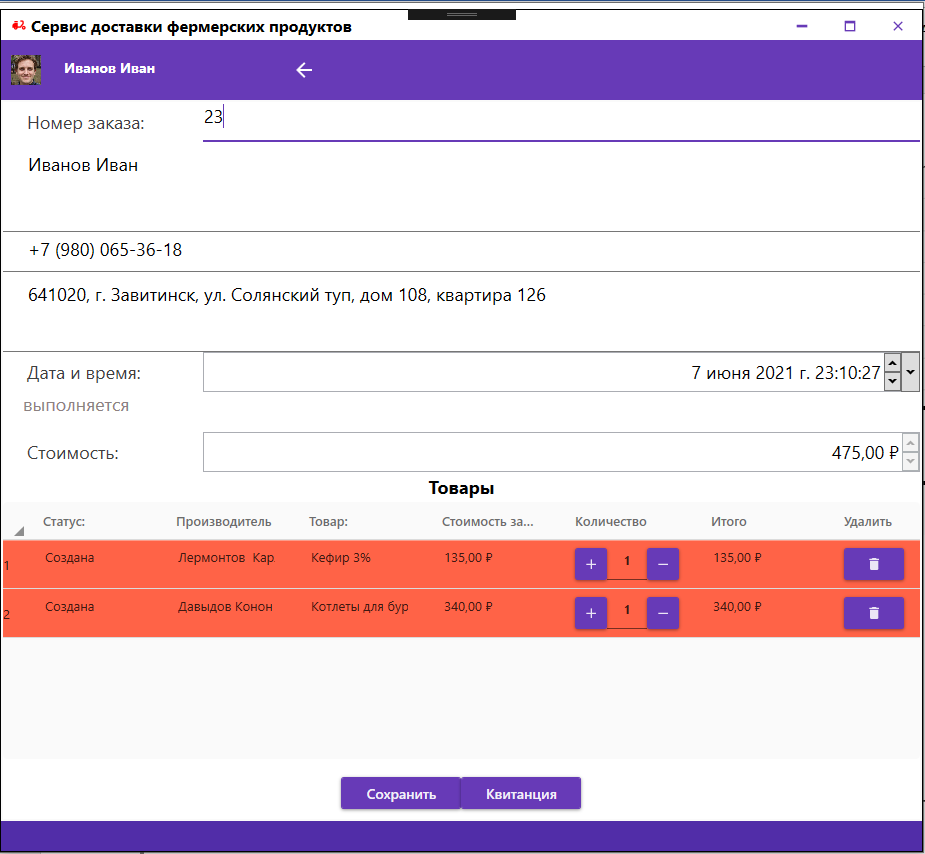 Сервис доставки фермерских продуктов
Иванов Иван
Номер заказа: 23
Иванов Иван
+7 (980) 065-36-18
641020, г. Завитинск, ул. Солянский туп, дом 108, квартира 126
Дата и время: 7 июня 2021 г. 23:10:27
выполняется
Стоимость: 475,00 ₽
Товары
Статус: Производитель Товар: Стоимость за... Количество Итого Удалить
1 Создана Лермонтов Кар Кефир 3% 135,00 ₽ + 1 − 135,00 ₽
2 Создана Давыдов Конон Котлеты для бур 340,00 ₽ + 1 − 340,00 ₽
Сохранить Квитанция